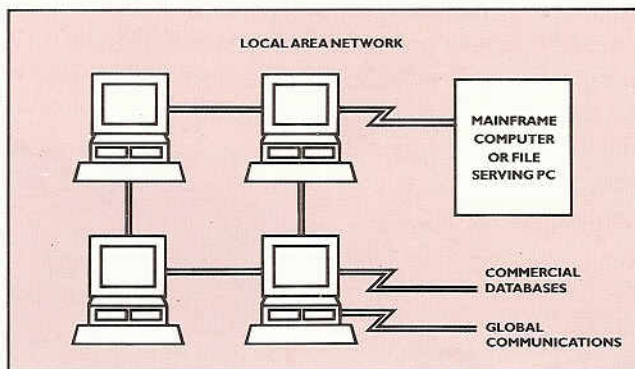 LOCAL AREA NETWORK
MAINFRAME
COMPUTER
OR FILE
SERVING PC
COMMERCIAL
DATABASES
GLOBAL
COMMUNICATIONS